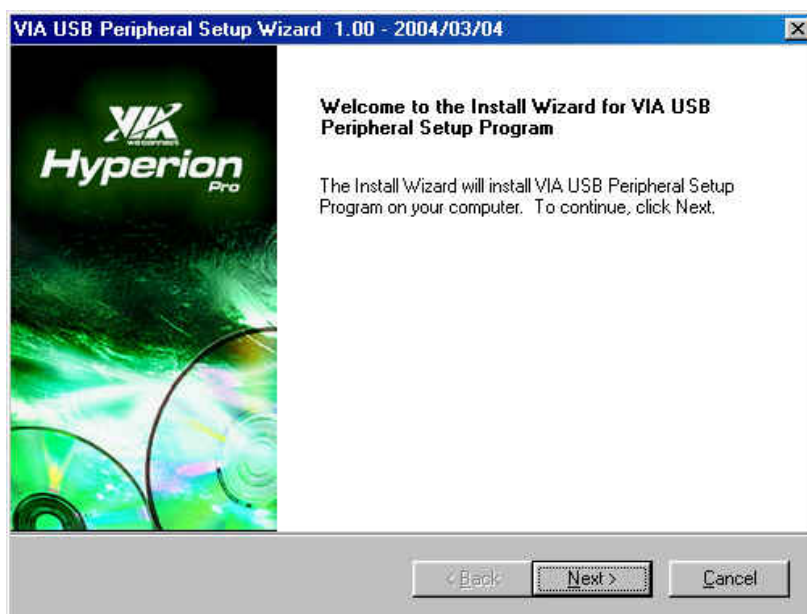 VIA USB Peripheral Setup Wizard 1.00 - 2004/03/04
VIA
we connect
Hyperion
Pro
Welcome to the Install Wizard for VIA USB
Peripheral Setup Program
The Install Wizard will install VIA USB Peripheral Setup
Program on your computer. To continue, click Next.
< Back
Next >
Cancel